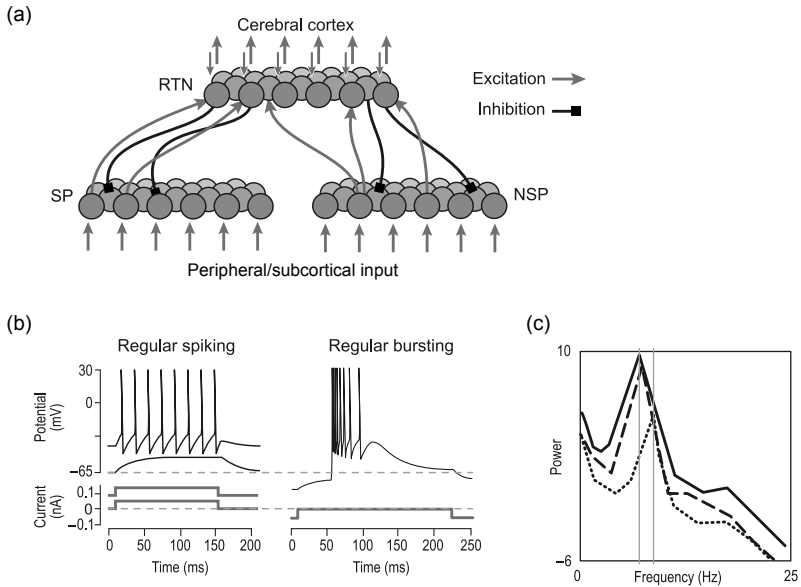 (a)
Cerebral cortex
RTN
Excitation
Inhibition
SP
NSP
Peripheral/subcortical input
(b)
Regular spiking
Regular bursting
Potential
(mV)
30
0
−65
Current
(nA)
0.1
0
−0.1
0 50 100 150 200
Time (ms)
0 50 100 150 200 250
Time (ms)
(c)
10
Power
−6
0 Frequency (Hz) 25